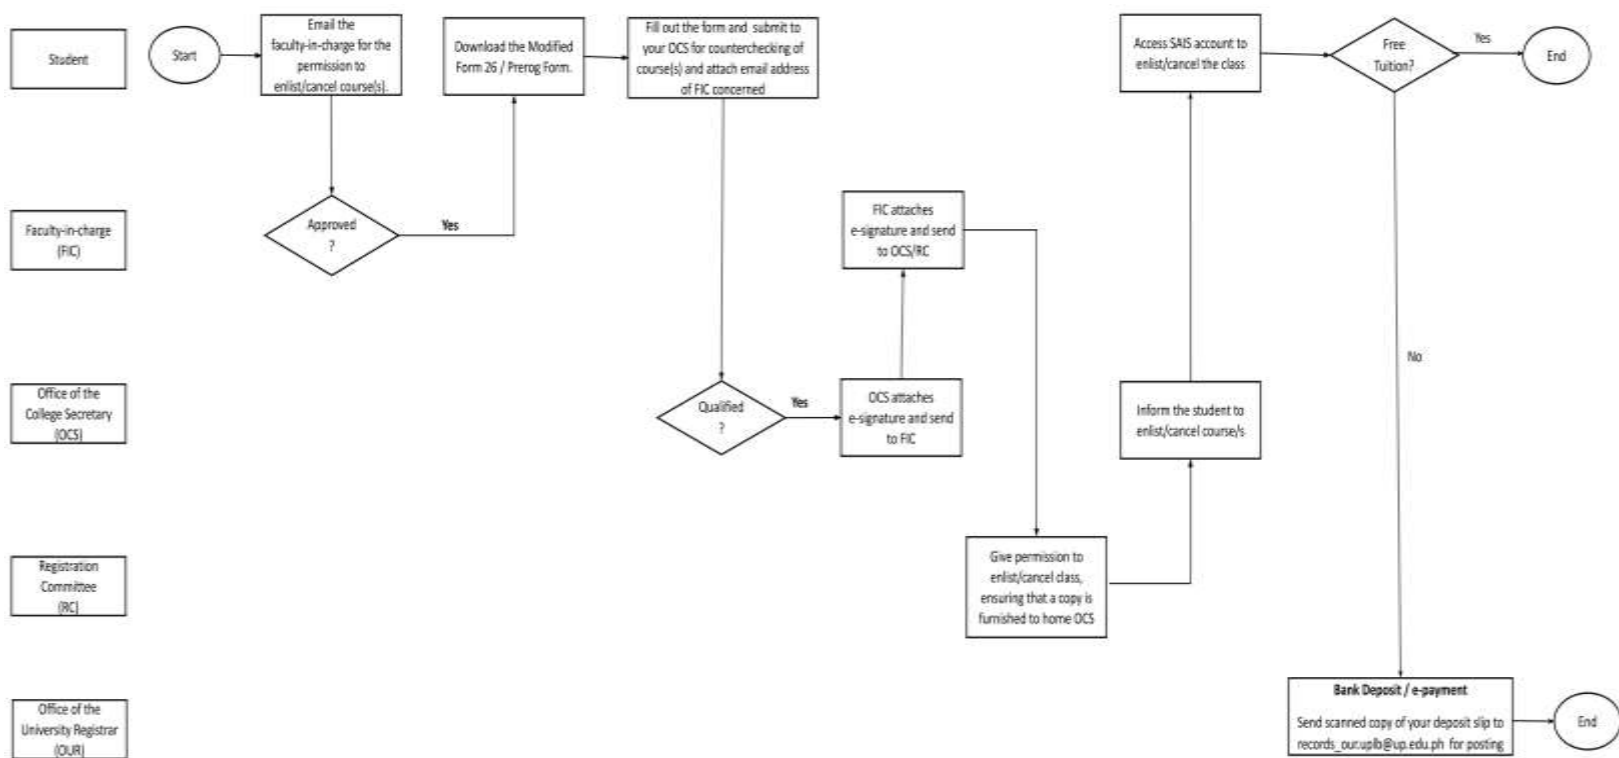 Student
Start
Email the
faculty-in-charge for the
permission to
enlist/cancel course(s).
Download the Modified
Form 26 / Prerog Form.
Fill out the form and submit to
your OCS for counterchecking of
course(s) and attach email address
of FIC concerned
Access SAIS account to
enlist/cancel the class
Free
Tuition?
Yes
End
Faculty-in-charge
(FIC)
Approved
?
Yes
FIC attaches
e-signature and send
to OCS/RC
No
Office of the
College Secretary
(OCS)
Qualified
?
Yes
OCS attaches
e-signature and send
to FIC
Inform the student to
enlist/cancel course/s
Registration
Committee
(RC)
Give permission to
enlist/cancel class,
ensuring that a copy is
furnished to home OCS
Office of the
University Registrar
(OUR)
Bank Deposit / e-payment
Send scanned copy of your deposit slip to
records_our.uplb@up.edu.ph for posting
End